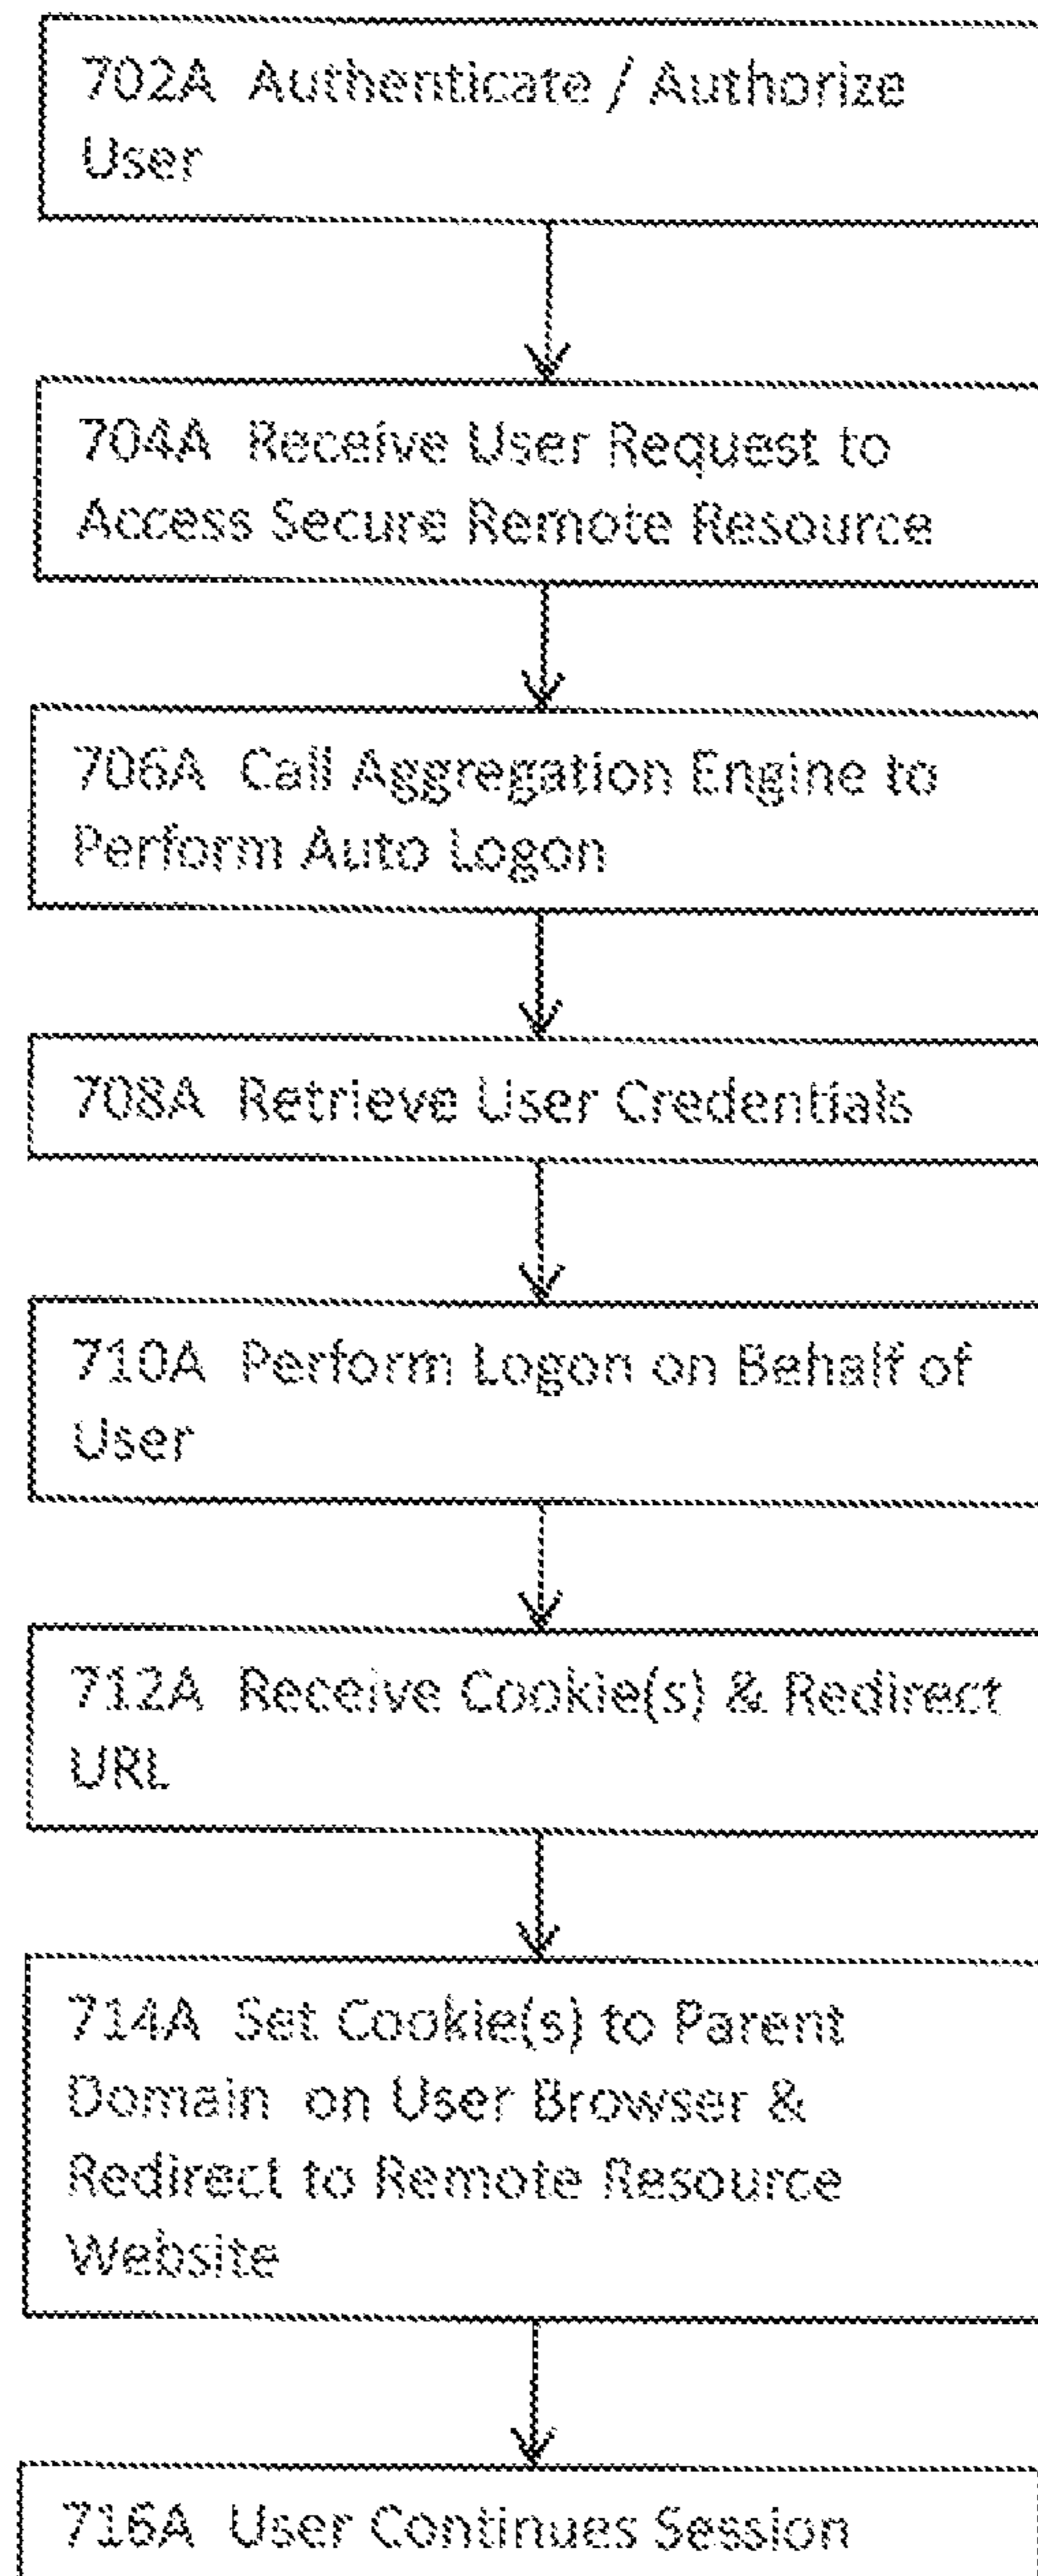 702A Authenticate / Authorize
User
704A Receive User Request to
Access Secure Remote Resource
706A Call Aggregation Engine to
Perform Auto Logon
708A Retrieve User Credentials
710A Perform Logon on Behalf of
User
712A Receive Cookie(s) & Redirect
URL
714A Set Cookie(s) to Parent
Domain on User Browser &
Redirect to Remote Resource
Website
716A User Continues Session